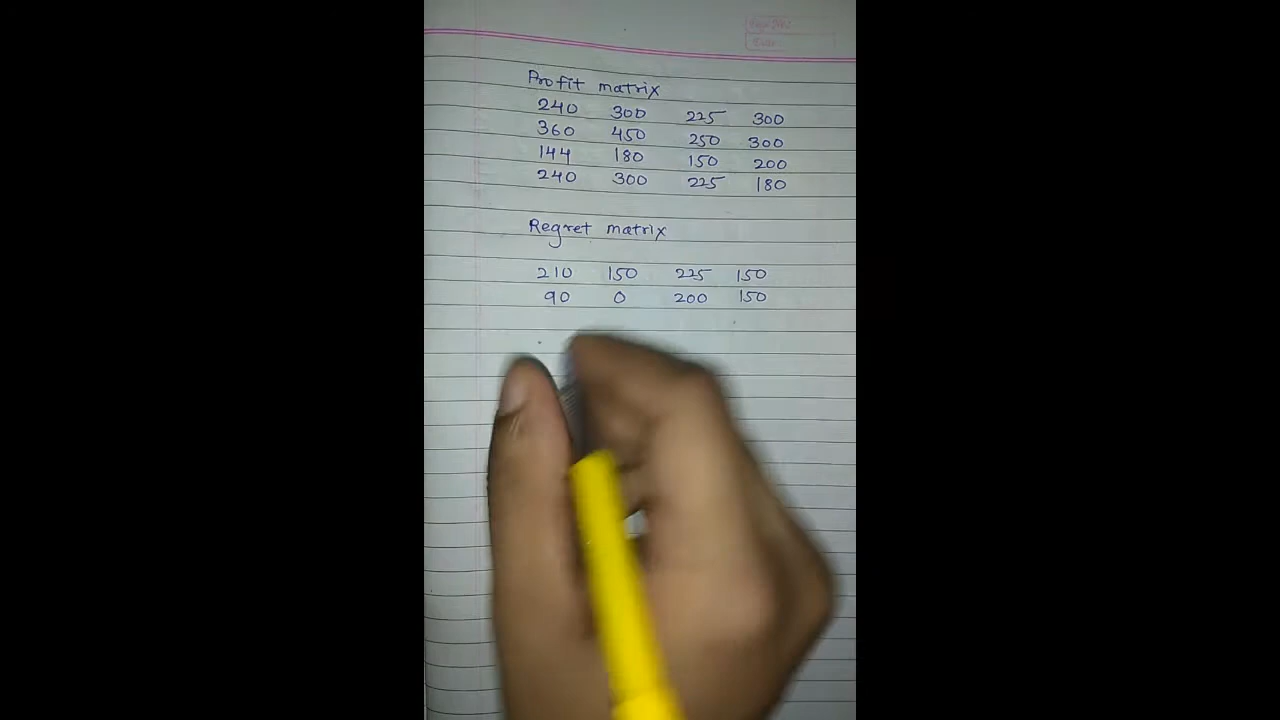 Profit matrix
240 300 225 300
360 450 250 300
144 180 150 200
240 300 225 180
Regret matrix
210 150 225 150
90 0 200 150